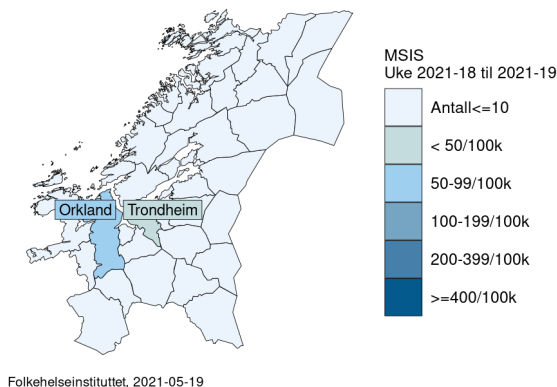 MSIS
Uke 2021-18 til 2021-19
Antall<=10
< 50/100k
50-99/100k
100-199/100k
200-399/100k
>=400/100k
Orkland
Trondheim
Folkehelseinstituttet, 2021-05-19